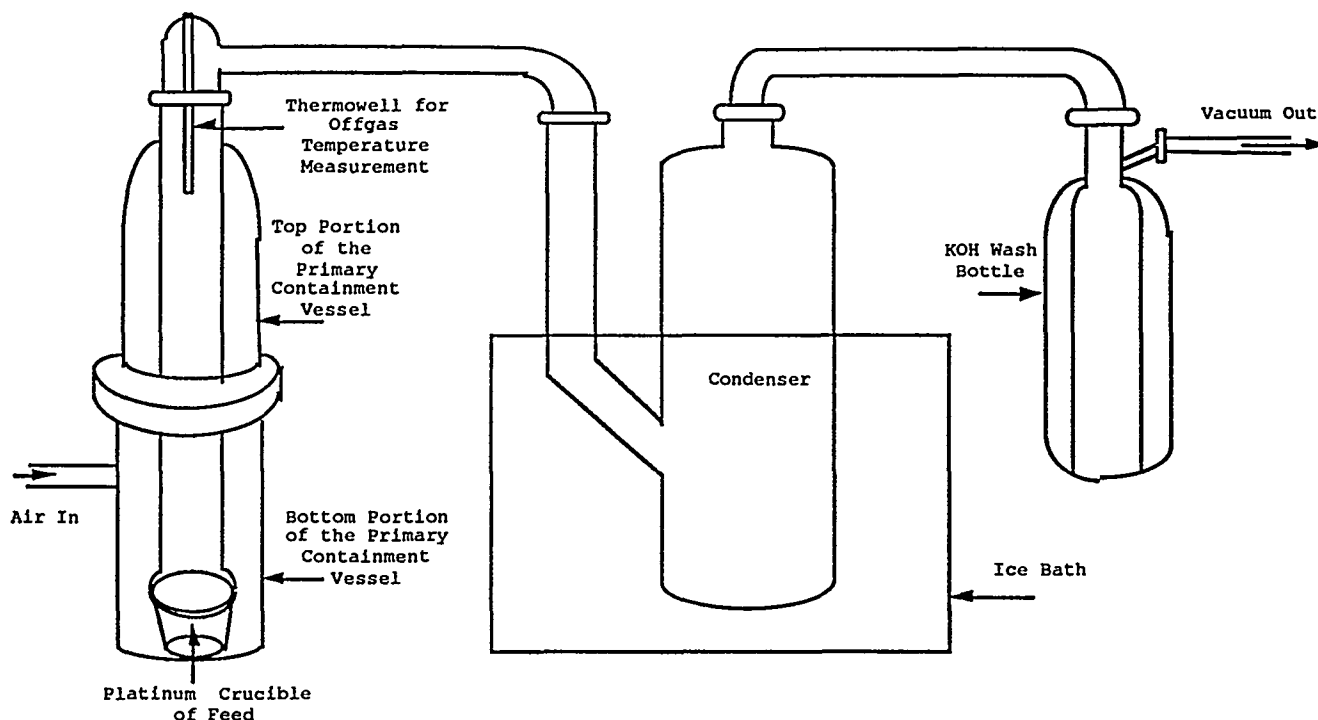 Thermowell for
Offgas
Temperature
Measurement
Top Portion
of the
Primary
Containment
Vessel
Air In
Bottom Portion
of the Primary
Containment
Vessel
Platinum Crucible
of Feed
Condenser
Ice Bath
KOH Wash
Bottle
Vacuum Out